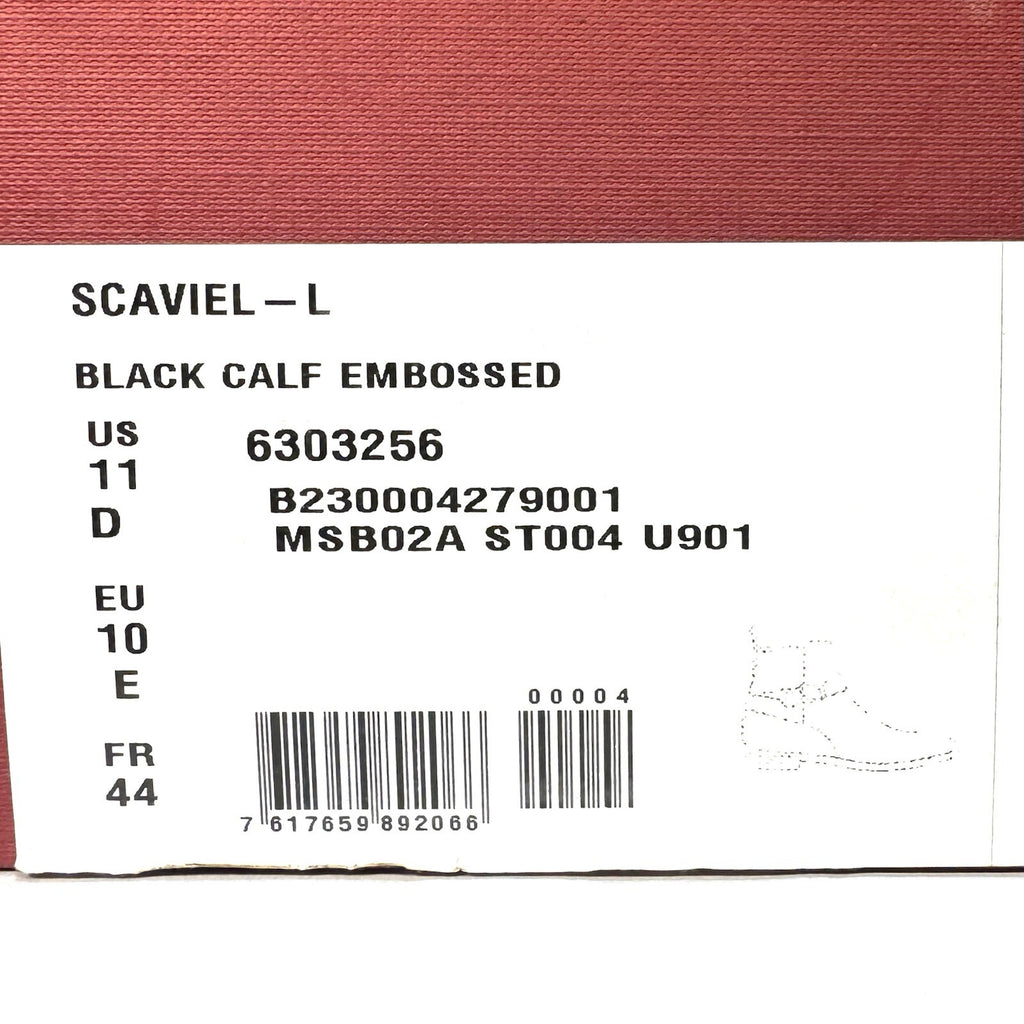 SCAVIEL–L
BLACK CALF EMBOSSED
US
11
D
6303256
B230004279001
MSB02A ST004 U901
EU
10
E
FR
44
00004
7 617659 892066